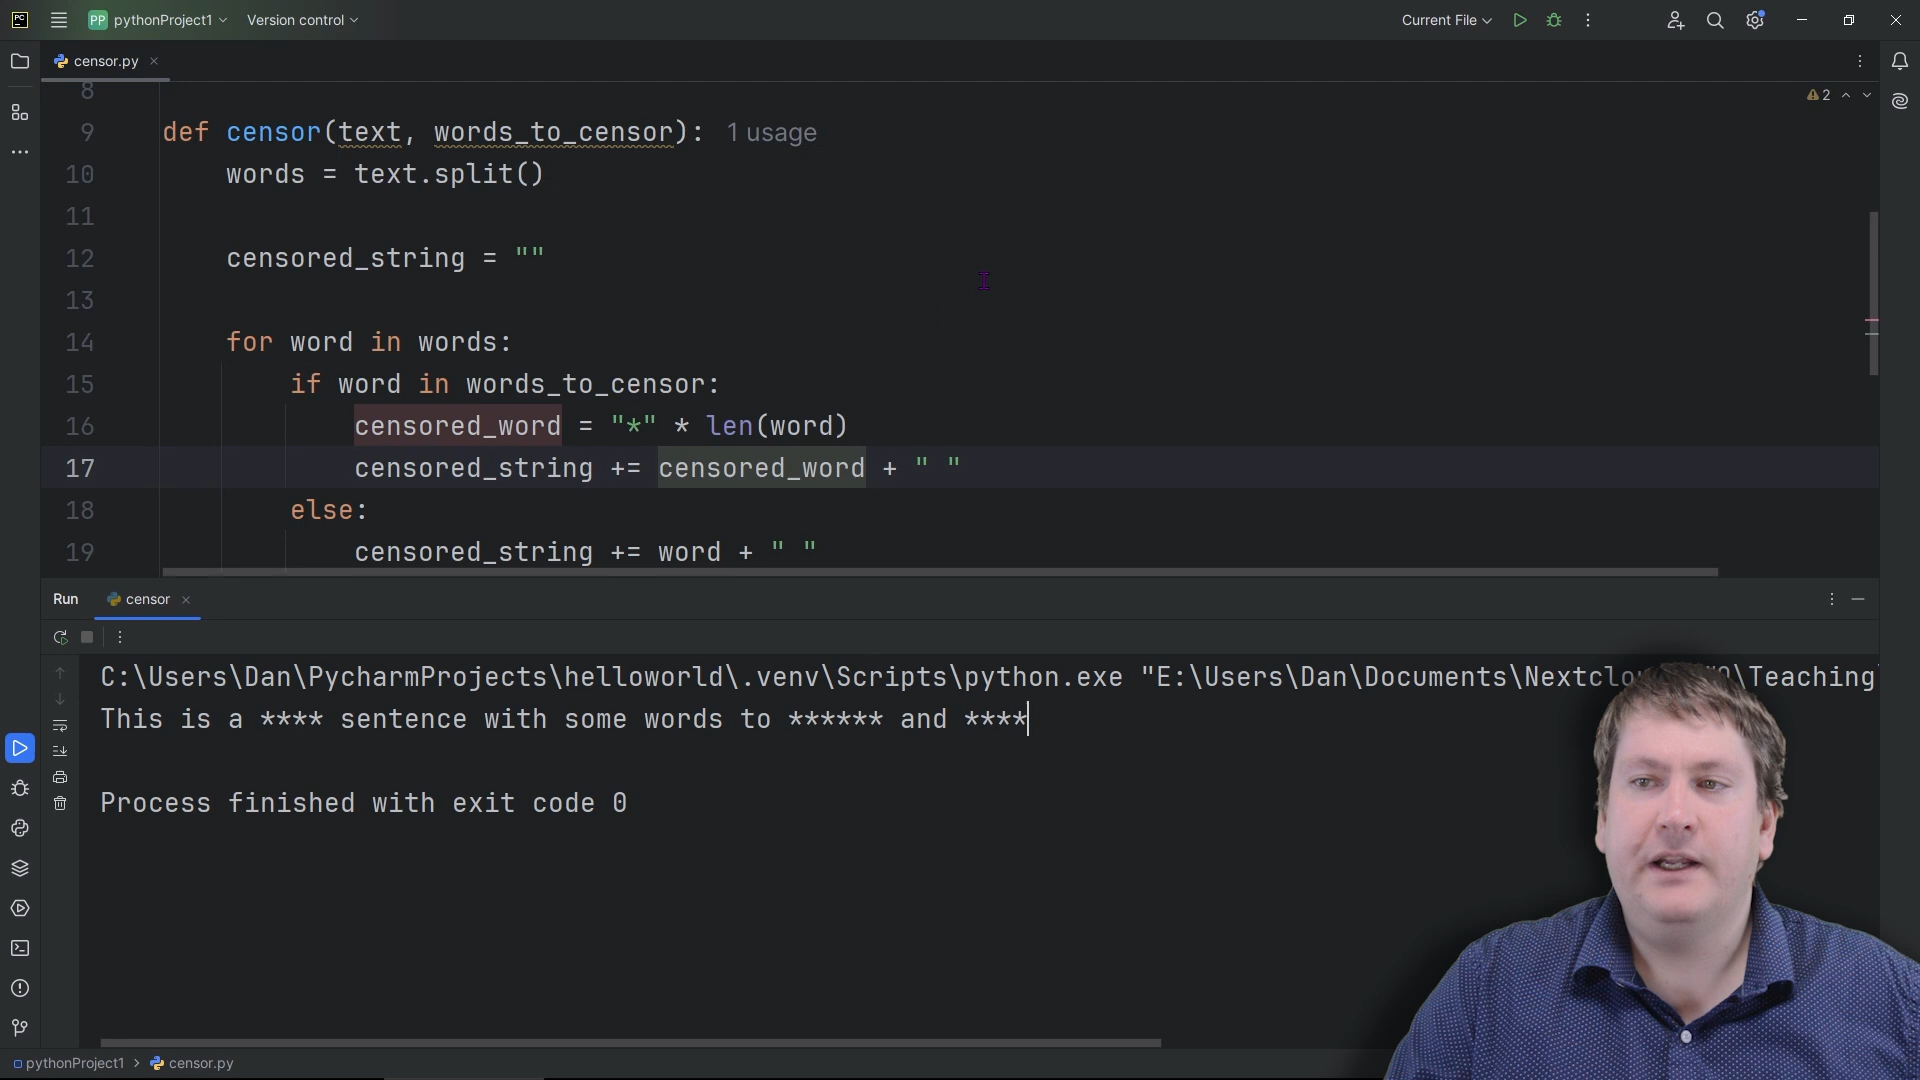 PC PP pythonProject1 Version control Current File
censor.py
8 2
9 def censor(text, words_to_censor): 1 usage
10 words = text.split()
11
12 censored_string = ""
13
14 for word in words:
15 if word in words_to_censor:
16 censored_word = "*" * len(word)
17 censored_string += censored_word + " "
18 else:
19 censored_string += word + " "
Run censor
C:\Users\Dan\PycharmProjects\helloworld\.venv\Scripts\python.exe "E:\Users\Dan\Documents\ \Teaching
This is a **** sentence with some words to ****** and ****
Process finished with exit code 0
pythonProject1 > censor.py